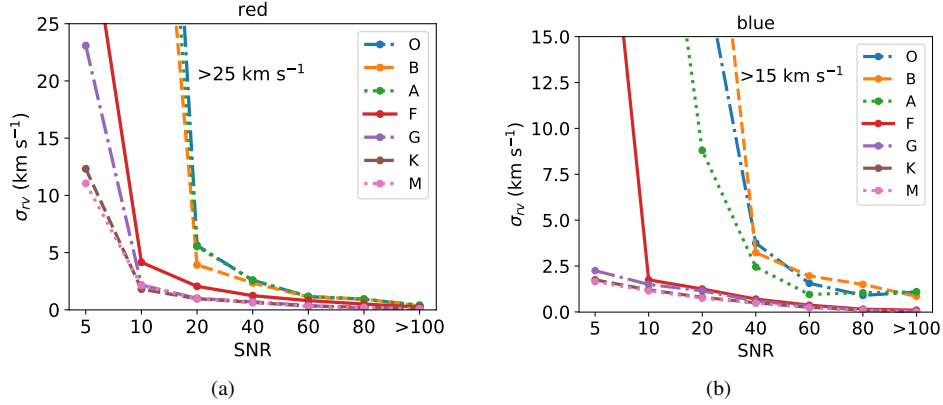 red
25
20
15
10
5
0
σrv (km s−1)
>25 km s−1
O
B
A
F
G
K
M
5 10 20 40 60 80 >100
SNR
(a)
blue
15.0
12.5
10.0
7.5
5.0
2.5
0.0
σrv (km s−1)
>15 km s−1
O
B
A
F
G
K
M
5 10 20 40 60 80 >100
SNR
(b)